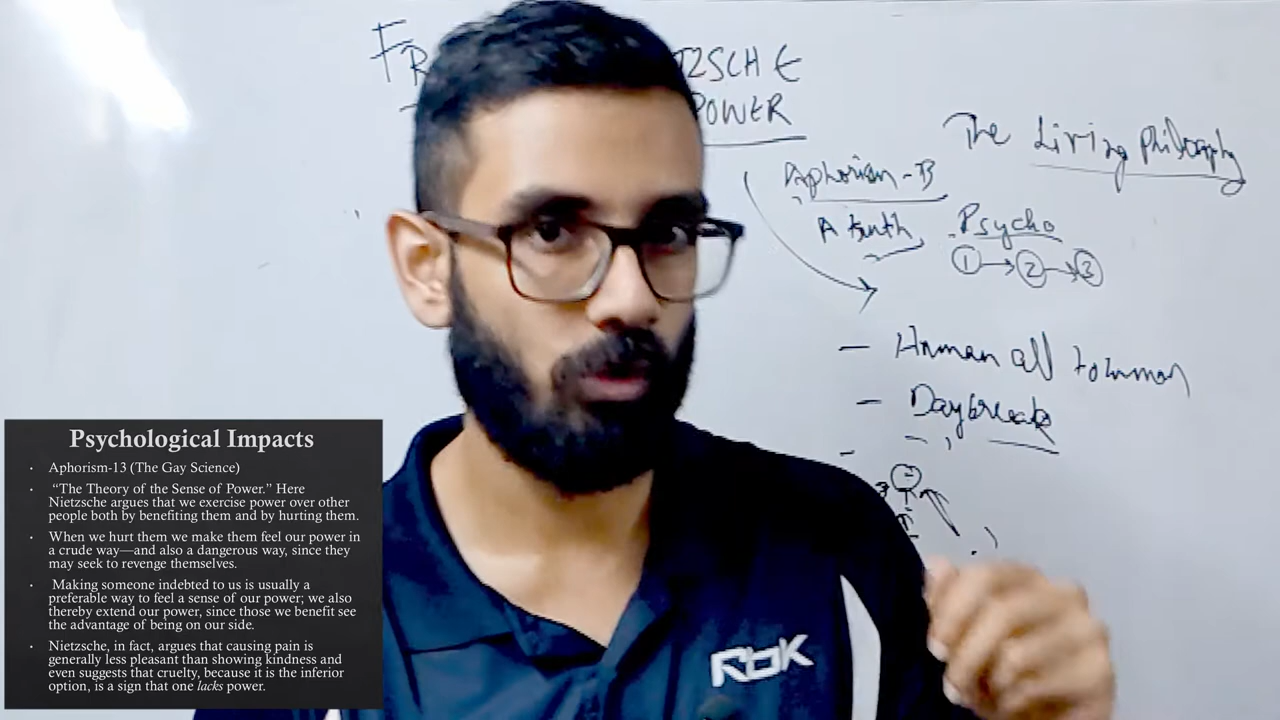 F
R TZSCHE
POWER
The Living Philosophy
Aphorism - 13
A truth
Psycho
1 → 2 → 3
- Human all to human
- Daybreak
Psychological Impacts
· Aphorism-13 (The Gay Science)
· “The Theory of the Sense of Power.” Here
Nietzsche argues that we exercise power over other
people both by benefiting them and by hurting them.
· When we hurt them we make them feel our power in
a crude way—and also a dangerous way, since they
may seek to revenge themselves.
· Making someone indebted to us is usually a
preferable way to feel a sense of our power; we also
thereby extend our power, since those we benefit see
the advantage of being on our side.
· Nietzsche, in fact, argues that causing pain is
generally less pleasant than showing kindness and
even suggests that cruelty, because it is the inferior
option, is a sign that one lacks power.
RbK